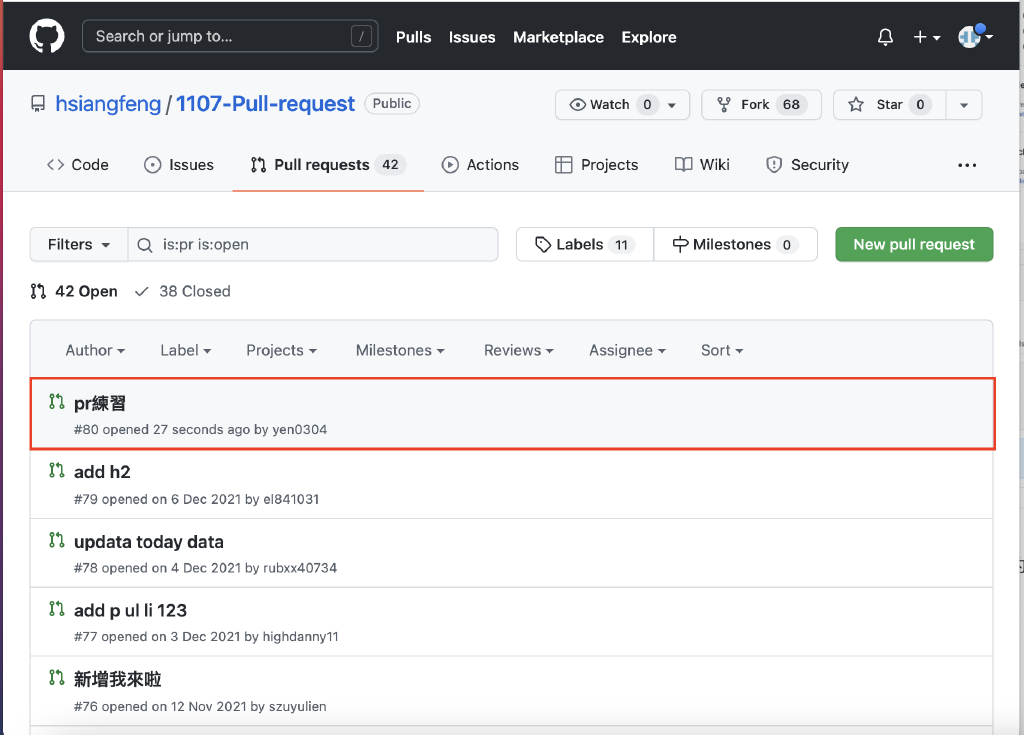 Search or jump to... / Pulls Issues Marketplace Explore
hsiangfeng / 1107-Pull-request Public Watch 0 Fork 68 Star 0
Code Issues Pull requests 42 Actions Projects Wiki Security ...
Filters is:pr is:open Labels 11 Milestones 0 New pull request
42 Open 38 Closed
Author Label Projects Milestones Reviews Assignee Sort
pr練習
#80 opened 27 seconds ago by yen0304
add h2
#79 opened on 6 Dec 2021 by el841031
updata today data
#78 opened on 4 Dec 2021 by rubxx40734
add p ul li 123
#77 opened on 3 Dec 2021 by highdanny11
新增我來啦
#76 opened on 12 Nov 2021 by szuyulien